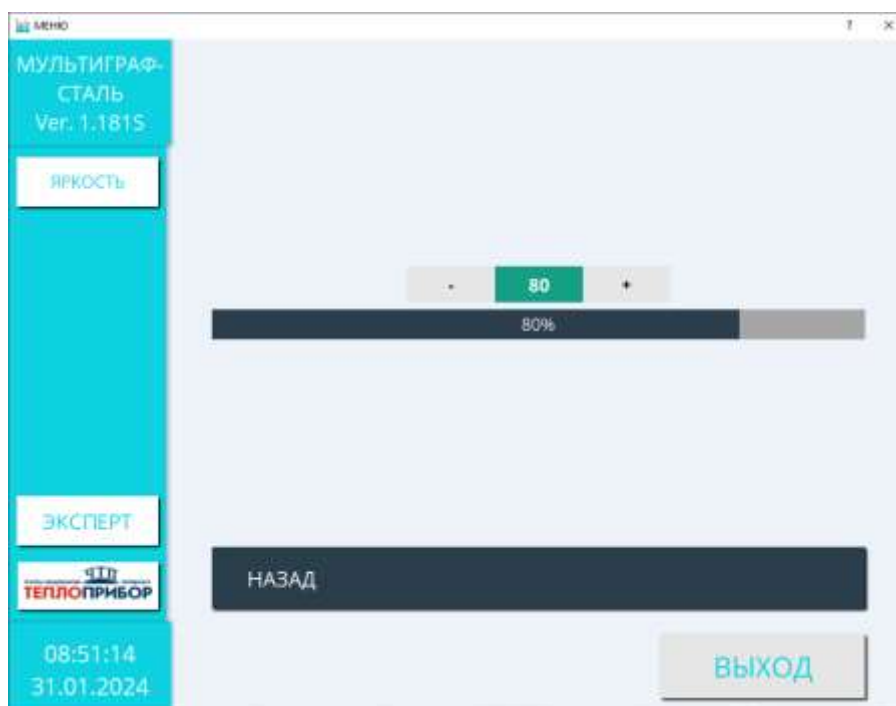 МЕНЮ
? ×
МУЛЬТИГРАФ-
СТАЛЬ
Ver. 1.181S
ЯРКОСТЬ
- 80 +
80%
ЭКСПЕРТ
ТЕПЛОПРИБОР
НАЗАД
08:51:14
31.01.2024
ВЫХОД